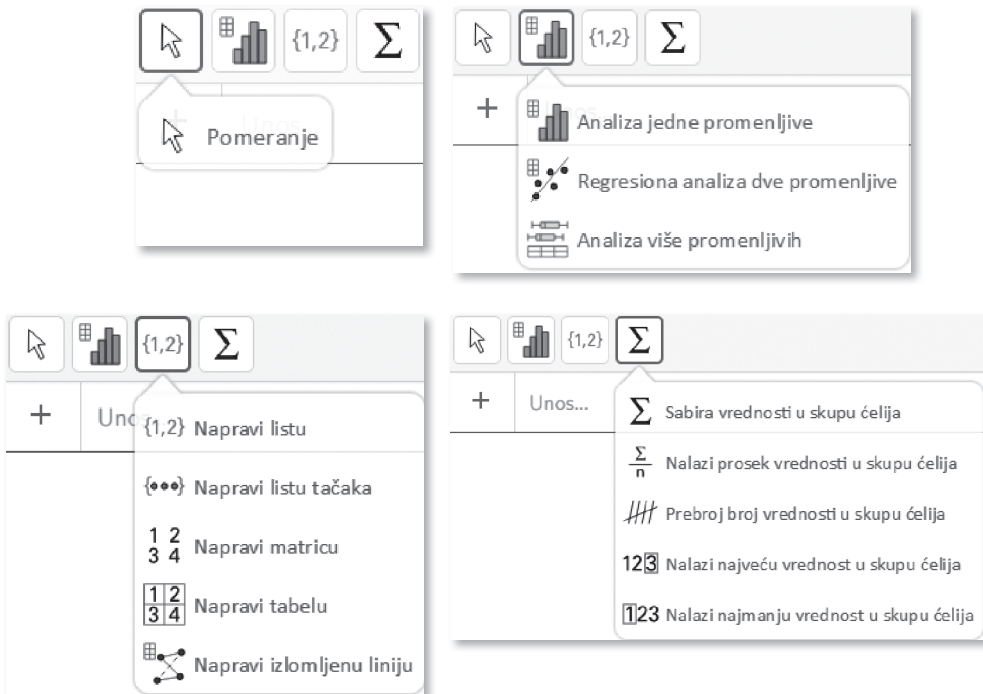 {1,2} Σ
Pomeranje
{1,2} Σ
+
Analiza jedne promenljive
Regresiona analiza dve promenljive
Analiza više promenljivih
{1,2} Σ
+
{1,2} Napravi listu
Napravi listu tačaka
1 2
3 4 Napravi matricu
1 2
3 4 Napravi tabelu
Napravi izlomljenu liniju
{1,2} Σ
+ Unos...
Σ Sabira vrednosti u skupu ćelija
Σ
n Nalazi prosek vrednosti u skupu ćelija
Prebroj broj vrednosti u skupu ćelija
123 Nalazi najveću vrednost u skupu ćelija
123 Nalazi najmanju vrednost u skupu ćelija